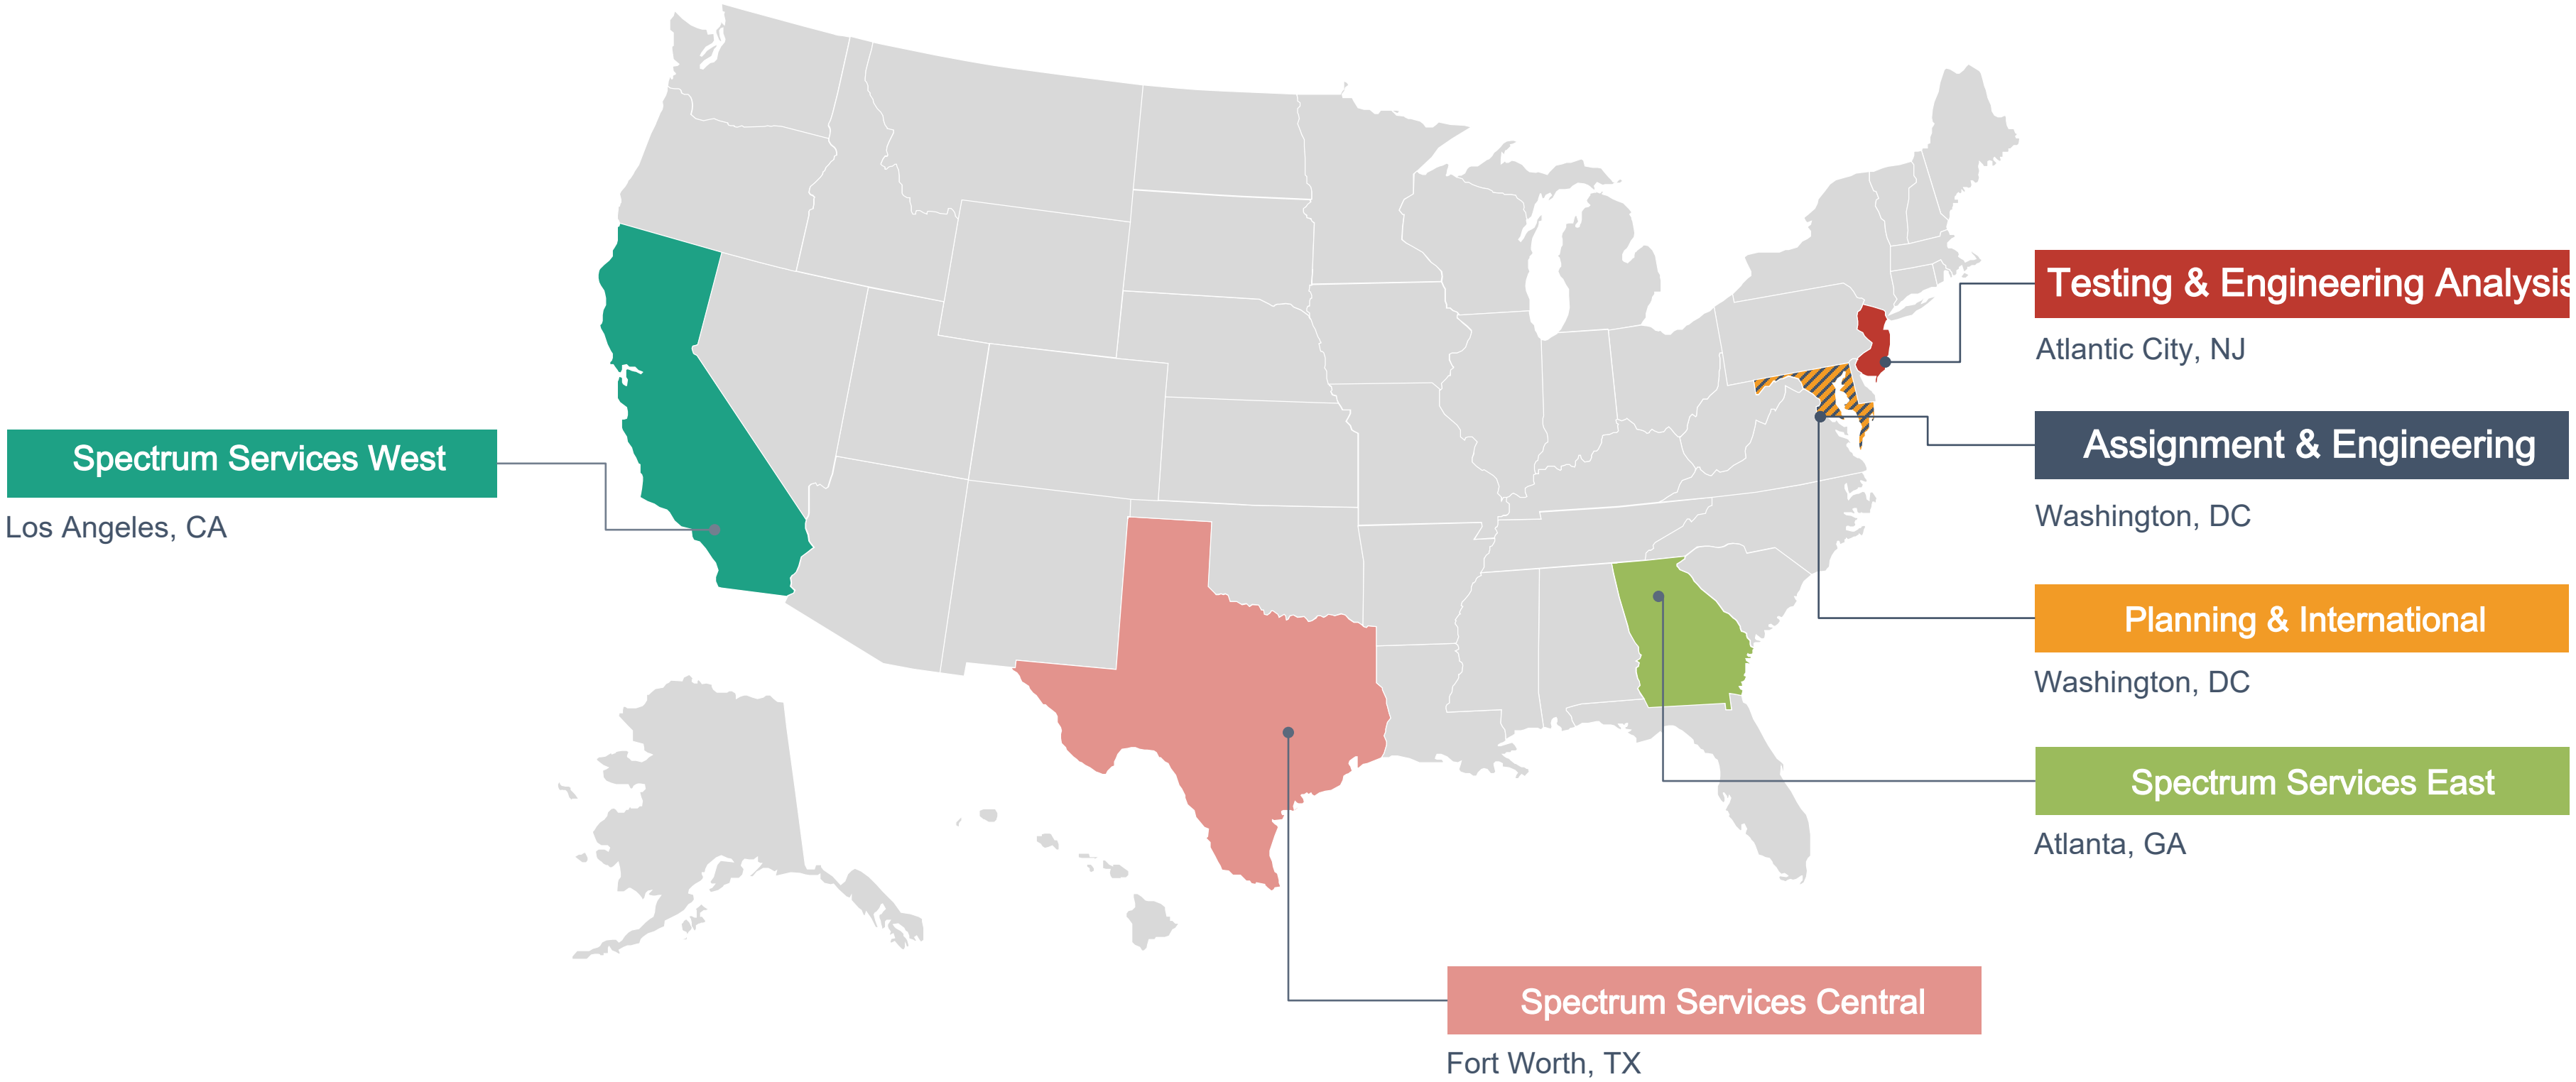 Testing & Engineering Analysis
Atlantic City, NJ
Assignment & Engineering
Washington, DC
Spectrum Services West
Los Angeles, CA
Planning & International
Washington, DC
Spectrum Services East
Atlanta, GA
Spectrum Services Central
Fort Worth, TX